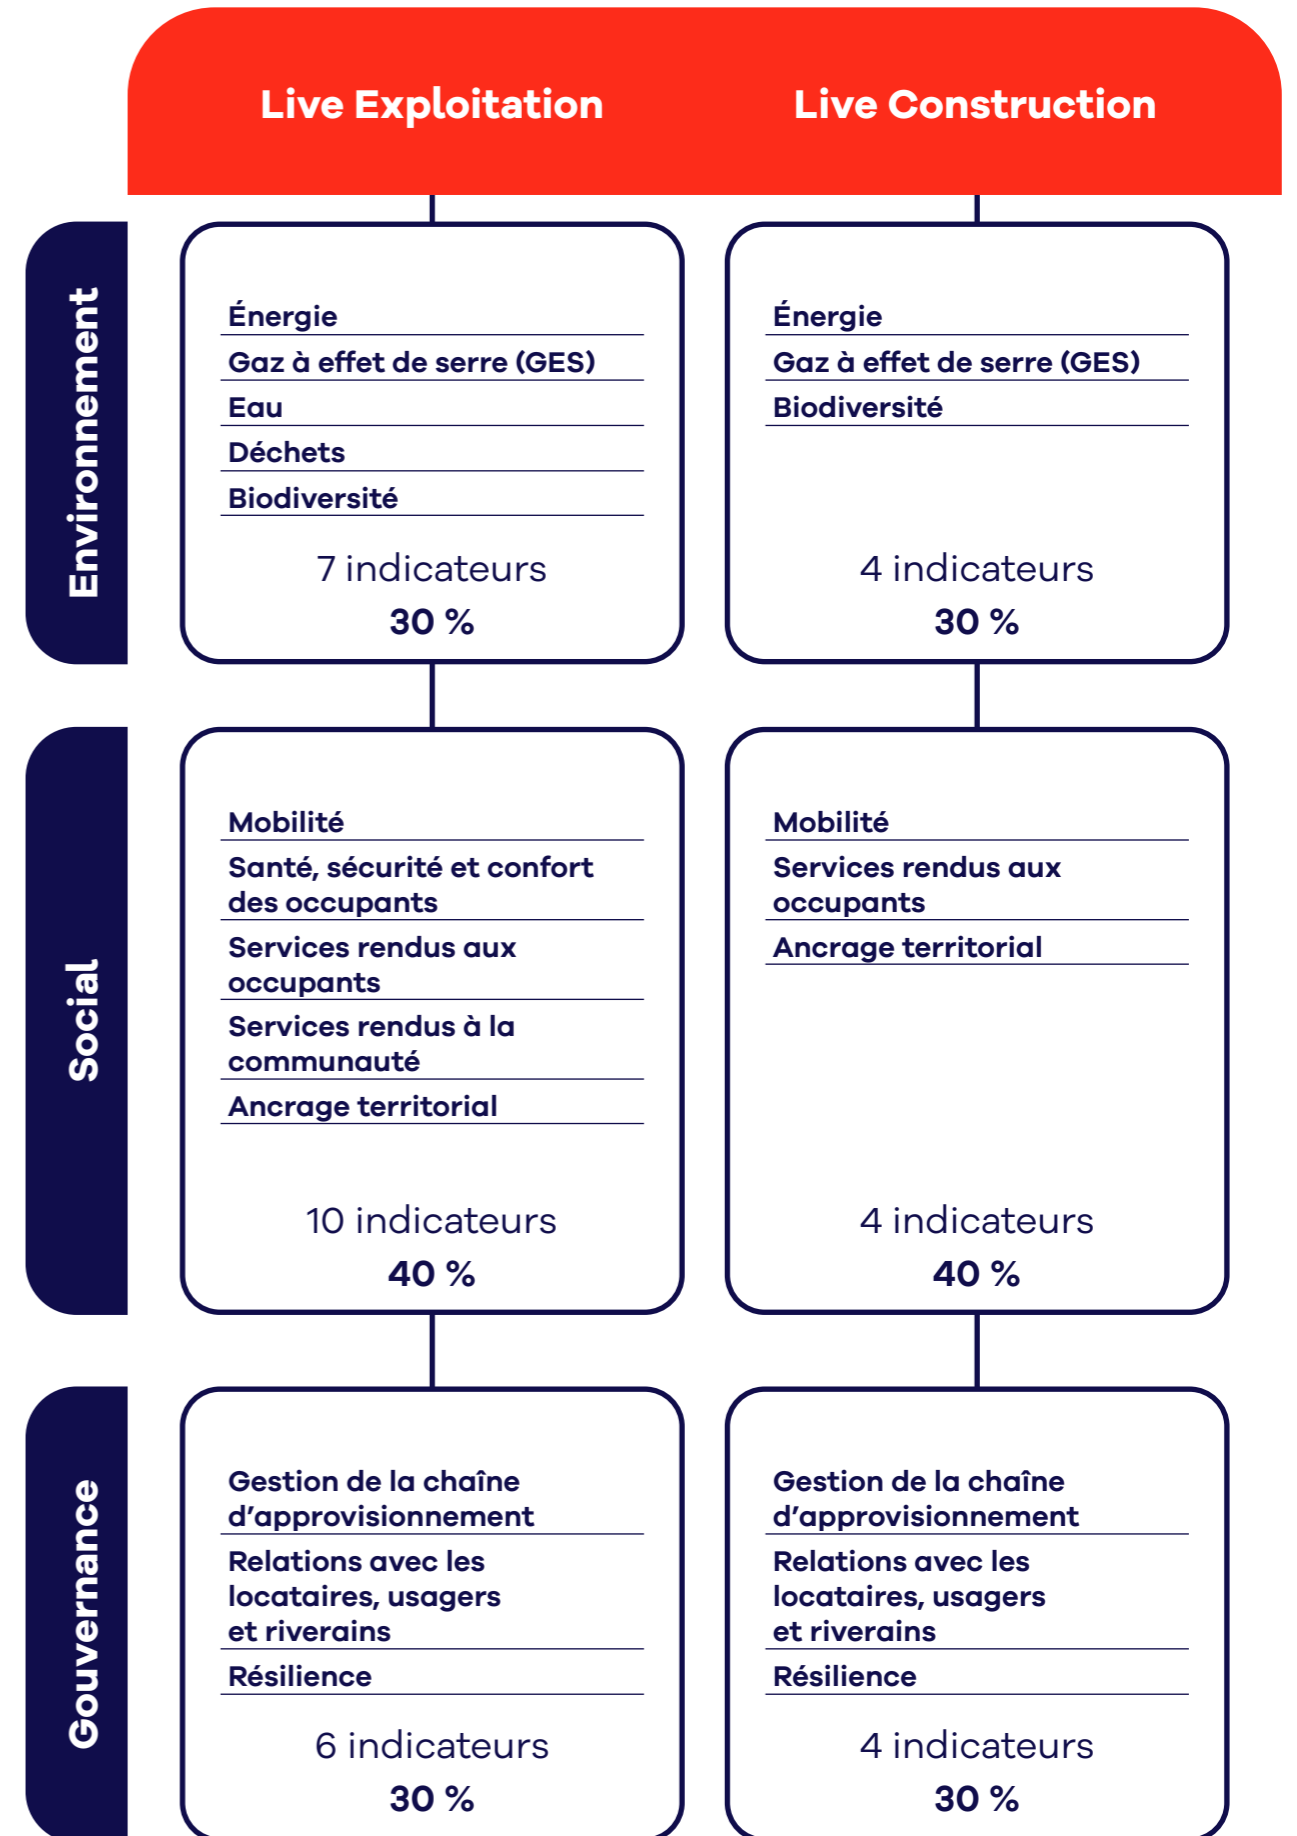 Live Exploitation
Live Construction
Environnement
Énergie
Gaz à effet de serre (GES)
Eau
Déchets
Biodiversité
7 indicateurs
30 %
Énergie
Gaz à effet de serre (GES)
Biodiversité
4 indicateurs
30 %
Social
Mobilité
Santé, sécurité et confort
des occupants
Services rendus aux
occupants
Services rendus à la
communauté
Ancrage territorial
10 indicateurs
40 %
Mobilité
Services rendus aux
occupants
Ancrage territorial
4 indicateurs
40 %
Gouvernance
Gestion de la chaîne
d’approvisionnement
Relations avec les
locataires, usagers
et riverains
Résilience
6 indicateurs
30 %
Gestion de la chaîne
d’approvisionnement
Relations avec les
locataires, usagers
et riverains
Résilience
4 indicateurs
30 %